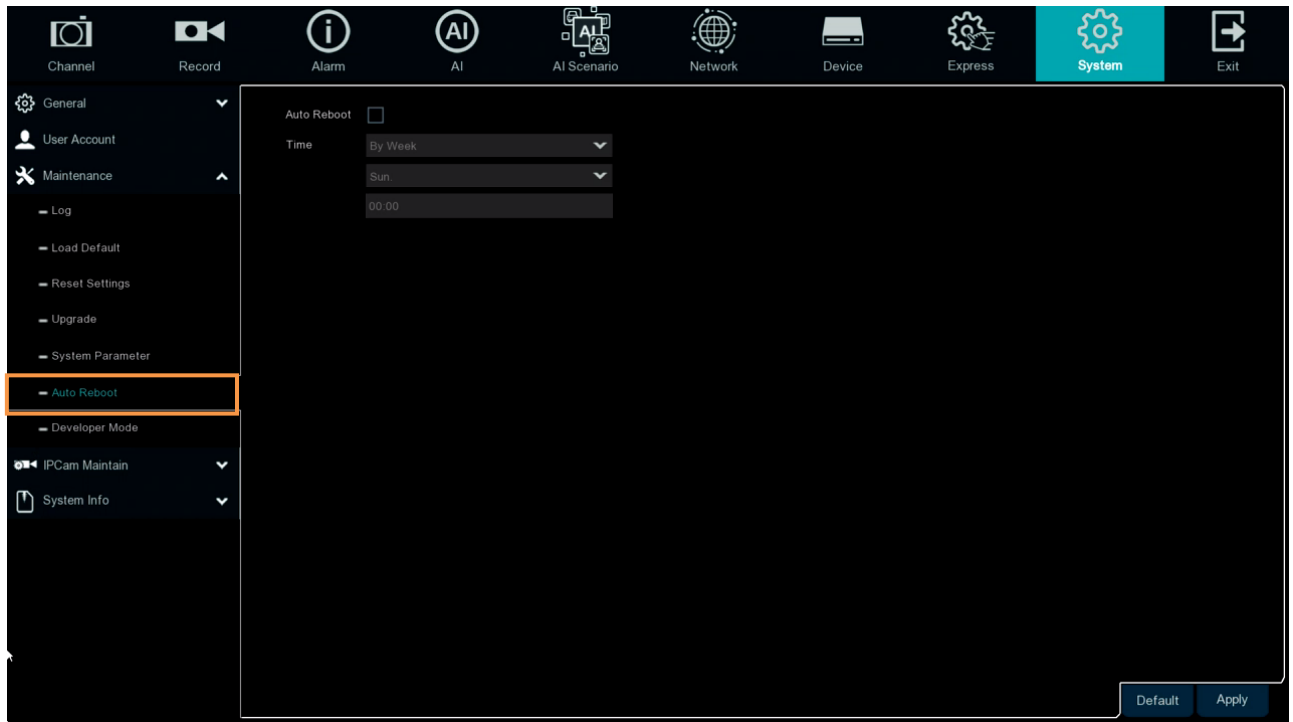 Channel
Record
Alarm
AI
AI
AI
AI Scenario
Network
Device
Express
System
Exit
General
User Account
Maintenance
Log
Load Default
Reset Settings
Upgrade
System Parameter
Auto Reboot
Developer Mode
IPCam Maintain
System Info
Auto Reboot
Time
By Week
Sun.
00:00
Default
Apply